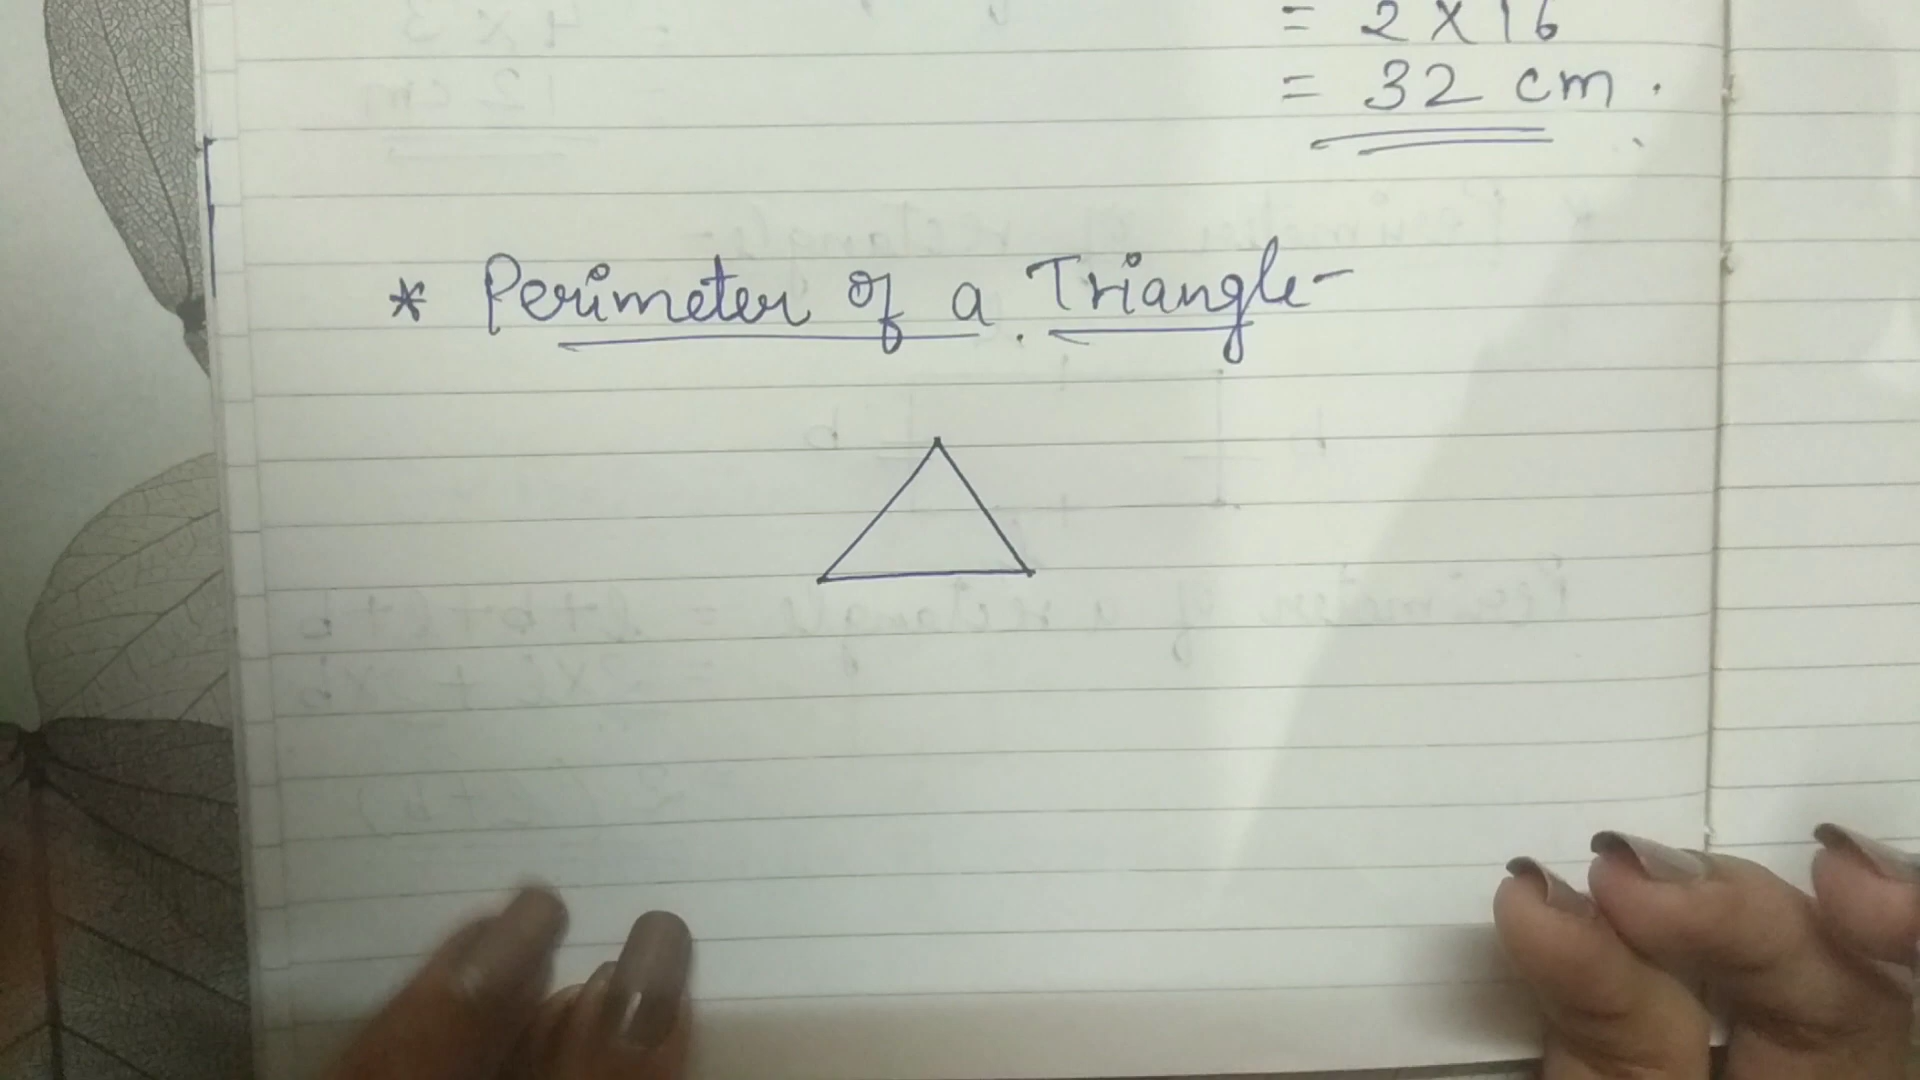 = 2 x 16
= 32 cm.
* Perimeter of a Triangle-